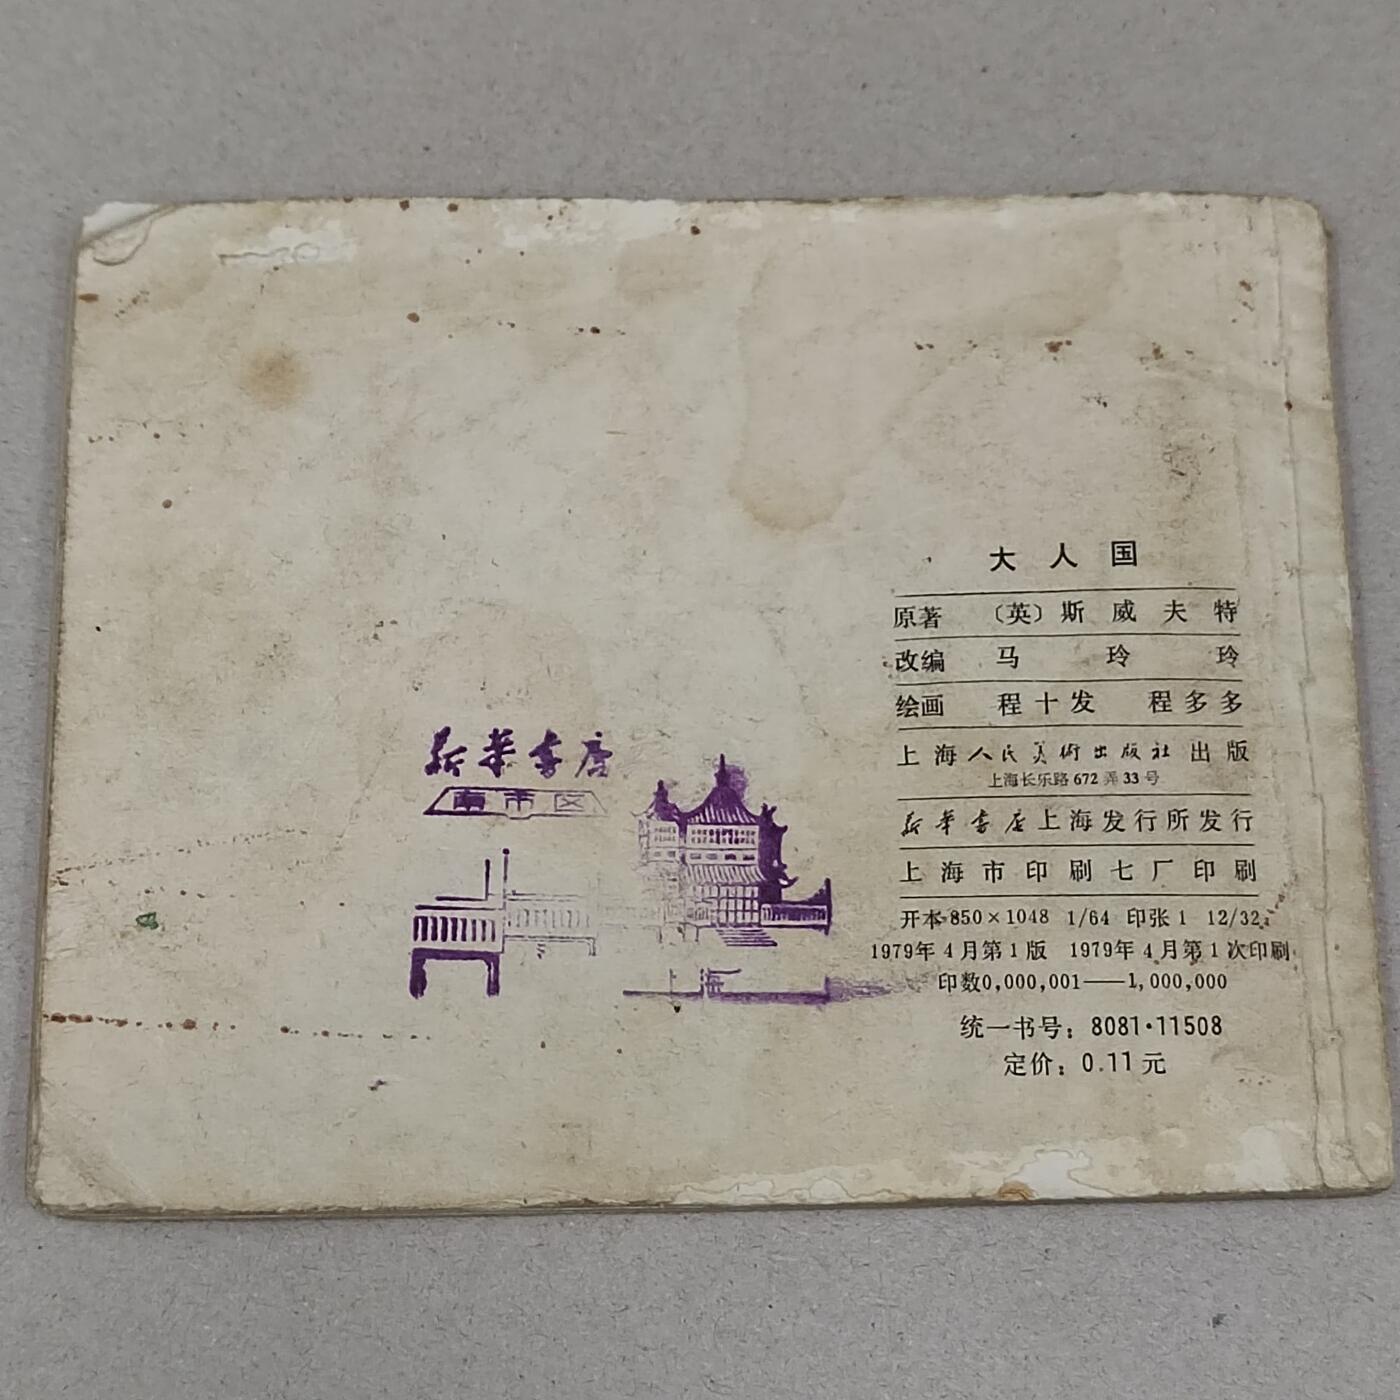 大人国
原著 〔英〕斯威夫特
改编 马玲玲
绘画 程十发 程多多
上海人民美術出版社出版
上海长乐路672弄33号
新华书店上海发行所发行
上海市印刷七厂印刷
开本850×1048 1/64 印张1 12/32
1979年4月第1版 1979年4月第1次印刷
印数0,000,001——1,000,000
统一书号：8081·11508
定价：0.11元
新华书店
南市区
上海